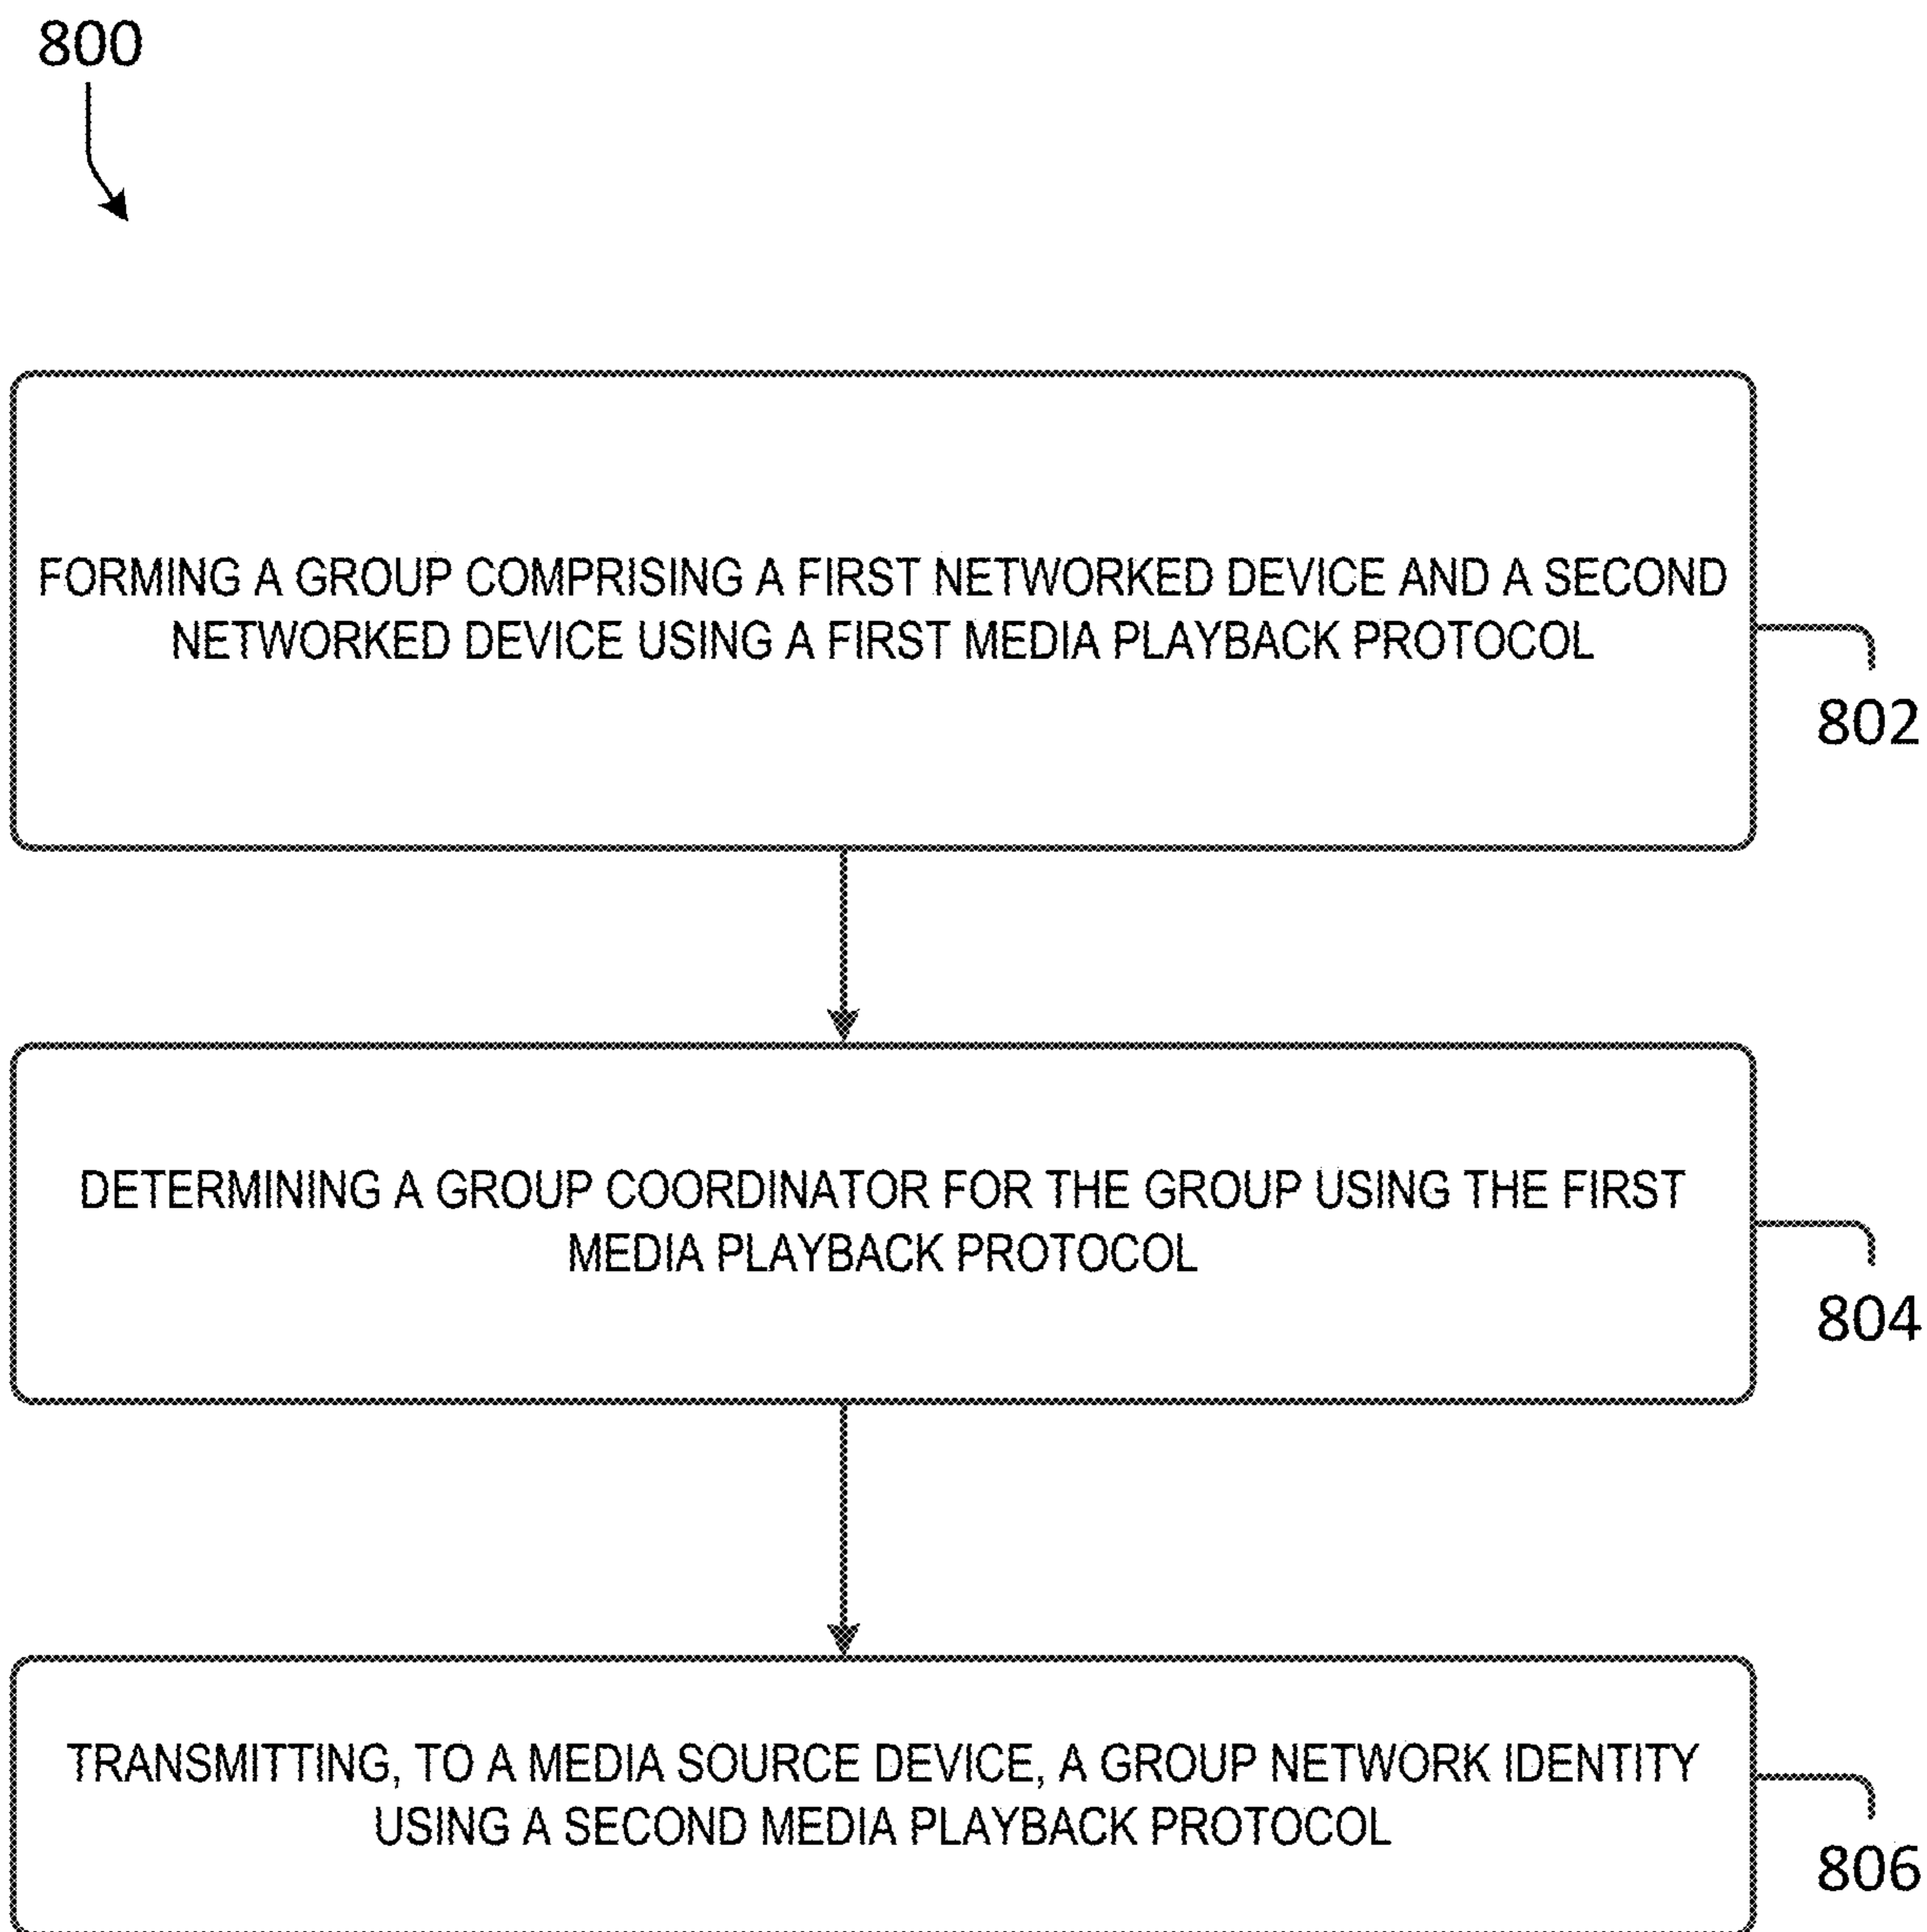 800
FORMING A GROUP COMPRISING A FIRST NETWORKED DEVICE AND A SECOND
NETWORKED DEVICE USING A FIRST MEDIA PLAYBACK PROTOCOL
802
DETERMINING A GROUP COORDINATOR FOR THE GROUP USING THE FIRST
MEDIA PLAYBACK PROTOCOL
804
TRANSMITTING, TO A MEDIA SOURCE DEVICE, A GROUP NETWORK IDENTITY
USING A SECOND MEDIA PLAYBACK PROTOCOL
806